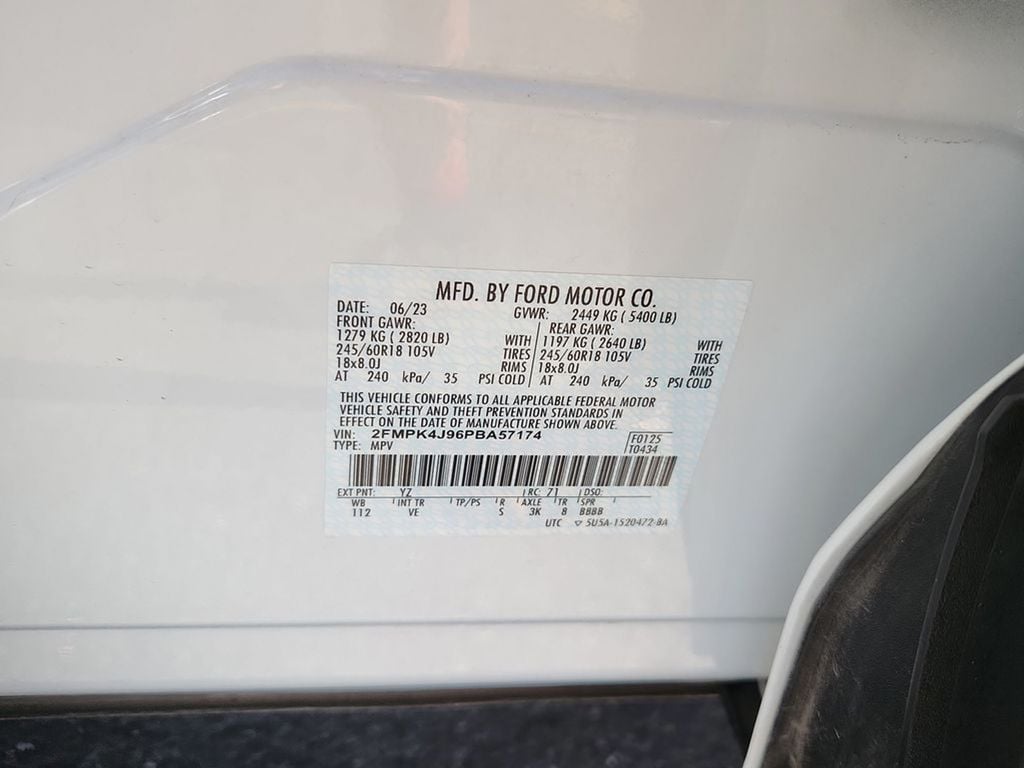 MFD. BY FORD MOTOR CO.
DATE: 06/23 GVWR: 2449 KG ( 5400 LB)
FRONT GAWR: REAR GAWR:
1279 KG ( 2820 LB) WITH 1197 KG ( 2640 LB) WITH
245/60R18 105V TIRES 245/60R18 105V TIRES
18x8.0J RIMS 18x8.0J RIMS
AT 240 kPa/ 35 PSI COLD AT 240 kPa/ 35 PSI COLD
THIS VEHICLE CONFORMS TO ALL APPLICABLE FEDERAL MOTOR
VEHICLE SAFETY AND THEFT PREVENTION STANDARDS IN
EFFECT ON THE DATE OF MANUFACTURE SHOWN ABOVE.
VIN: 2FMPK4J96PBA57174 F0125
TYPE: MPV T0434
EXT PNT: YZ RC: 71 DSO:
WB INT TR TP/PS R AXLE TR SPR
112 VE S 3K 8 BBBB
UTC ▽ 5U5A-1520472-BA